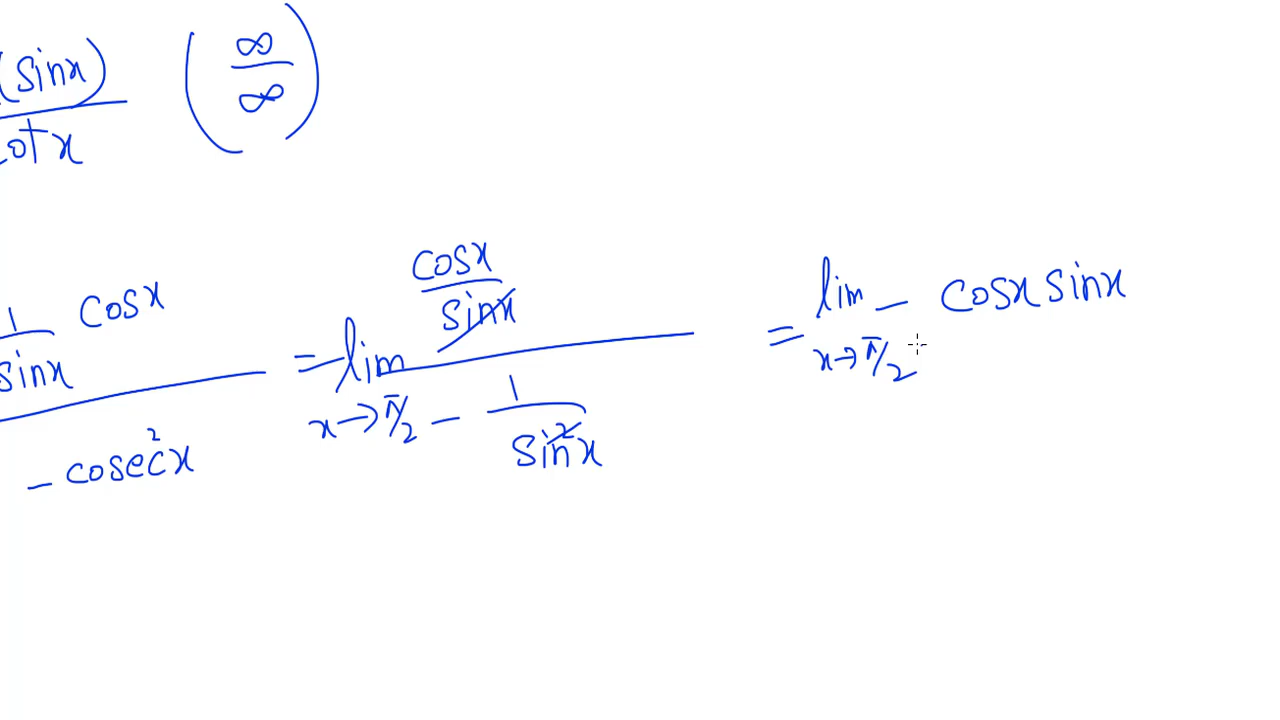 (sinx) / cotx (∞/∞)
1/sinx cosx / - cosec²x = lim x→π/2 cosx/sinx / - 1/sin²x = lim x→π/2 - cosx sinx